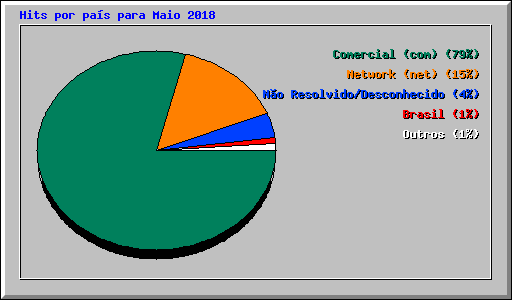 Hits por país para Maio 2018
Comercial (com) (79%)
Network (net) (15%)
Não Resolvido/Desconhecido (4%)
Brasil (1%)
Outros (1%)